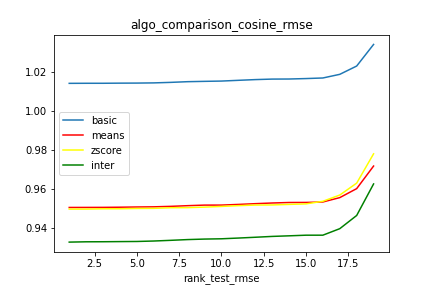 algo_comparison_cosine_rmse
1.02
1.00
0.98
0.96
0.94
basic
means
zscore
inter
2.5 5.0 7.5 10.0 12.5 15.0 17.5
rank_test_rmse